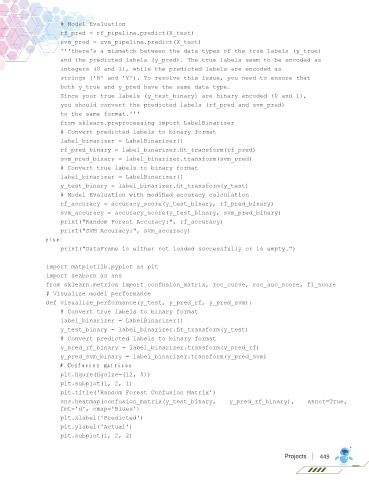 # Model Evaluation
rf_pred = rf_pipeline.predict(X_test)
svm_pred = svm_pipeline.predict(X_test)
'''there's a mismatch between the data types of the true labels (y_true)
and the predicted labels (y_pred). The true labels seem to be encoded as
integers (0 and 1), while the predicted labels are encoded as
strings ('N' and 'Y'). To resolve this issue, you need to ensure that
both y_true and y_pred have the same data type.
Since your true labels (y_test_binary) are binary encoded (0 and 1),
you should convert the predicted labels (rf_pred and svm_pred)
to the same format.'''
from sklearn.preprocessing import LabelBinarizer
# Convert predicted labels to binary format
label_binarizer = LabelBinarizer()
rf_pred_binary = label_binarizer.fit_transform(rf_pred)
svm_pred_binary = label_binarizer.transform(svm_pred)
# Convert true labels to binary format
label_binarizer = LabelBinarizer()
y_test_binary = label_binarizer.fit_transform(y_test)
# Model Evaluation with modified accuracy calculation
rf_accuracy = accuracy_score(y_test_binary, rf_pred_binary)
svm_accuracy = accuracy_score(y_test_binary, svm_pred_binary)
print("Random Forest Accuracy:", rf_accuracy)
print("SVM Accuracy:", svm_accuracy)
else:
print("DataFrame is either not loaded successfully or is empty.")
import matplotlib.pyplot as plt
import seaborn as sns
from sklearn.metrics import confusion_matrix, roc_curve, roc_auc_score, f1_score
# Visualize model performance
def visualize_performance(y_test, y_pred_rf, y_pred_svm):
# Convert true labels to binary format
label_binarizer = LabelBinarizer()
y_test_binary = label_binarizer.fit_transform(y_test)
# Convert predicted labels to binary format
y_pred_rf_binary = label_binarizer.transform(y_pred_rf)
y_pred_svm_binary = label_binarizer.transform(y_pred_svm)
# Confusion matrices
plt.figure(figsize=(12, 5))
plt.subplot(1, 2, 1)
plt.title('Random Forest Confusion Matrix')
sns.heatmap(confusion_matrix(y_test_binary, y_pred_rf_binary), annot=True,
fmt='d', cmap='Blues')
plt.xlabel('Predicted')
plt.ylabel('Actual')
plt.subplot(1, 2, 2)
Projects | 449